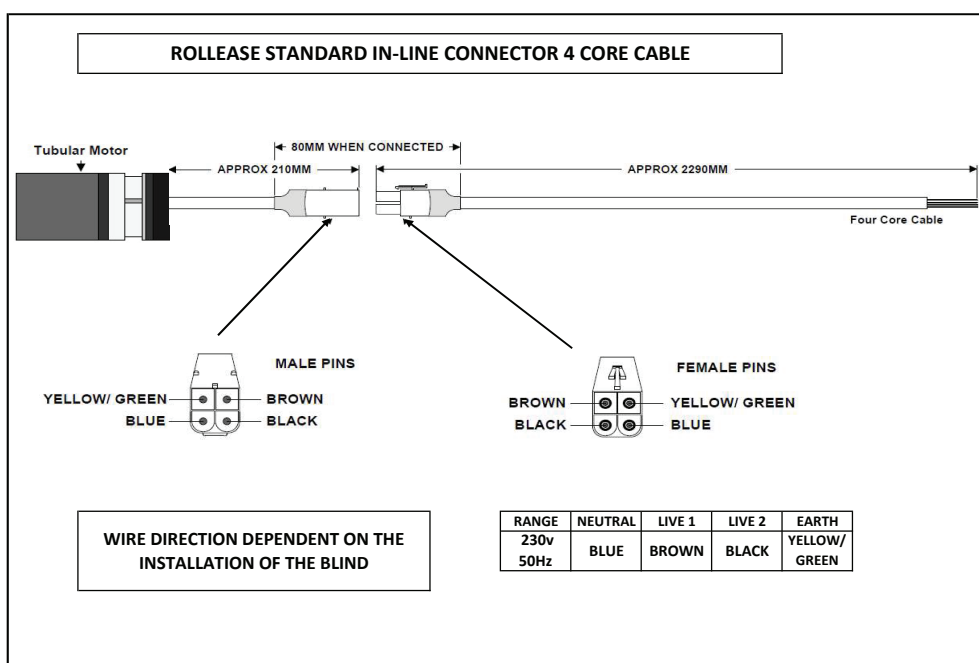 ROLLEASE STANDARD IN-LINE CONNECTOR 4 CORE CABLE
Tubular Motor
80MM WHEN CONNECTED
APPROX 210MM
APPROX 2290MM
Four Core Cable
MALE PINS
YELLOW/ GREEN
BROWN
BLUE
BLACK
FEMALE PINS
BROWN
YELLOW/ GREEN
BLACK
BLUE
WIRE DIRECTION DEPENDENT ON THE
INSTALLATION OF THE BLIND
RANGE NEUTRAL LIVE 1 LIVE 2 EARTH
230v
50Hz
BLUE BROWN BLACK
YELLOW/
GREEN